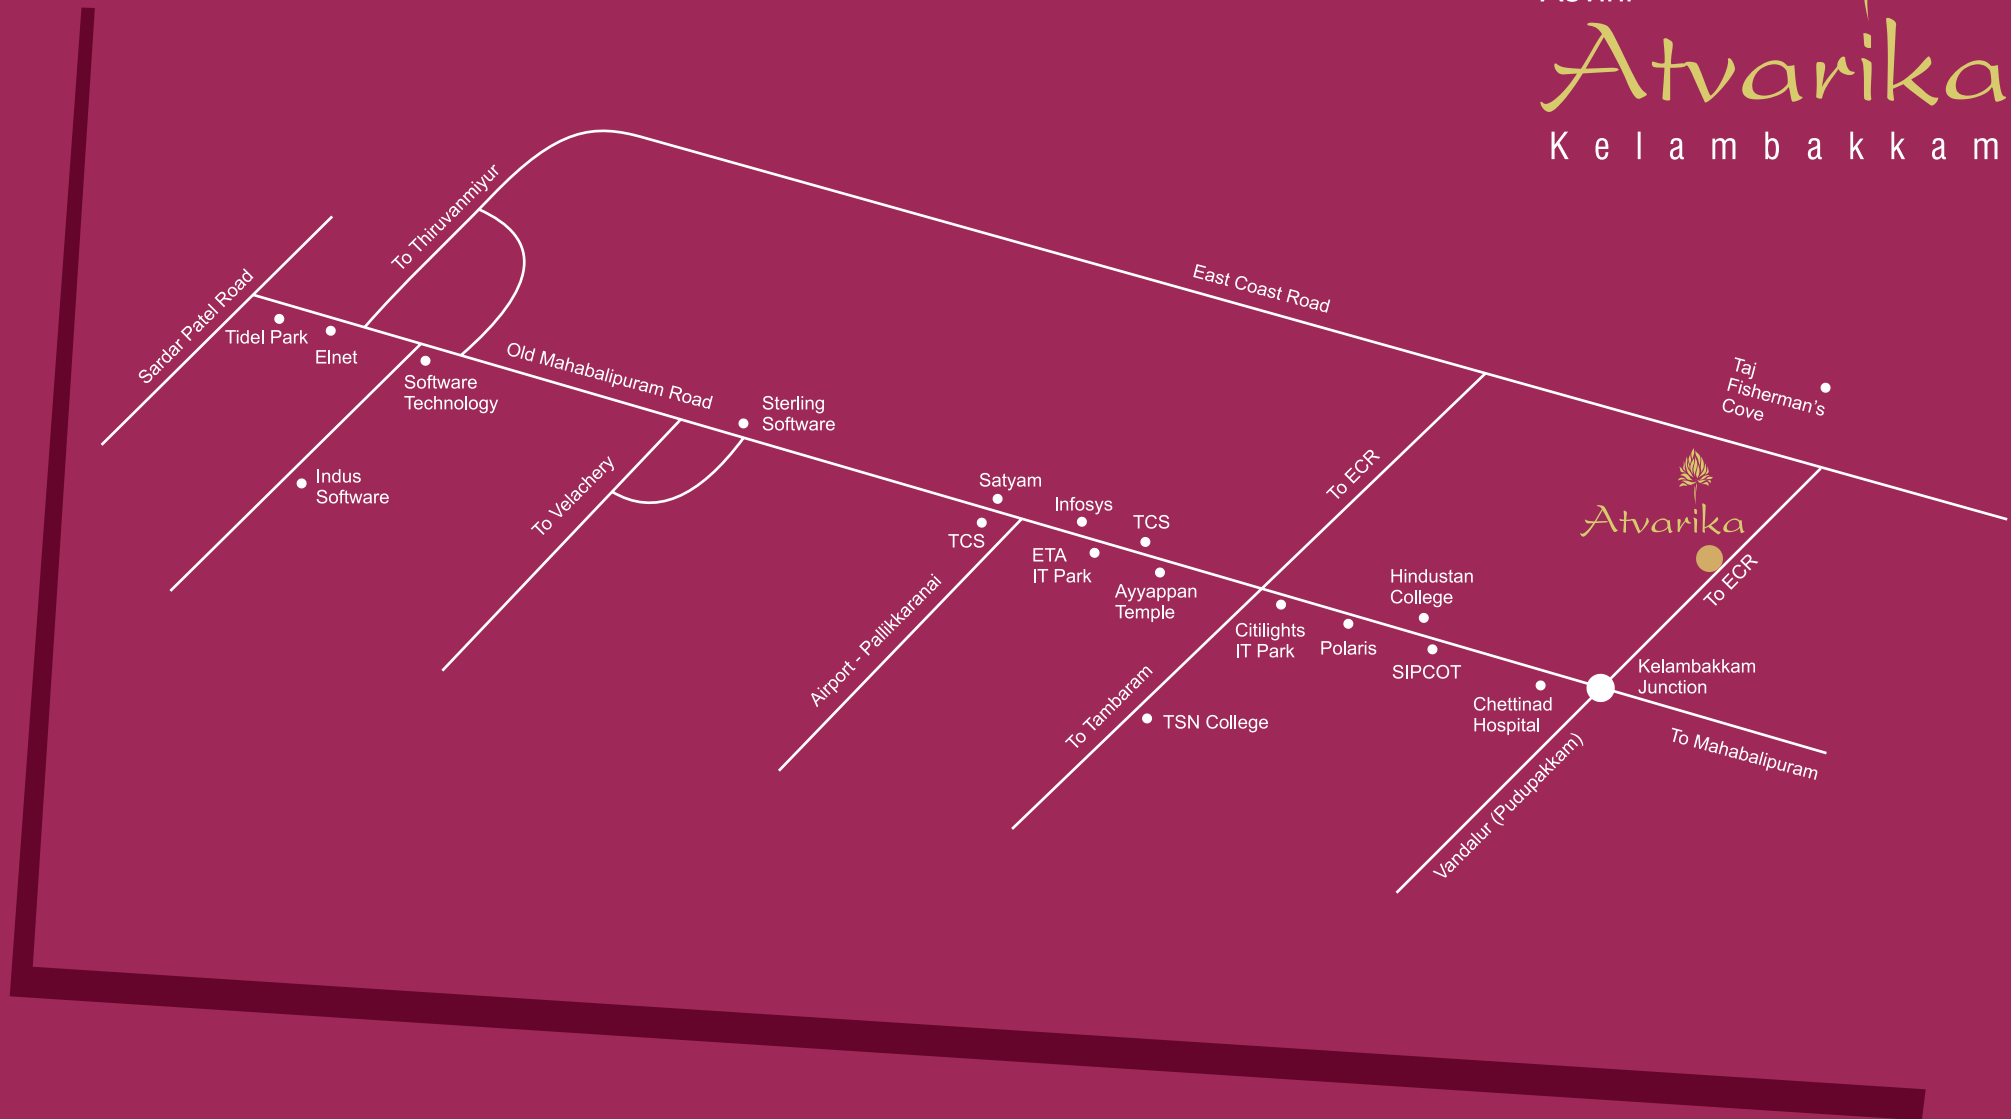 Atvarika
Kelambakkam
To Thiruvanmiyur
Sardar Patel Road
Tidel Park
Elnet
East Coast Road
Old Mahabalipuram Road
Software
Technology
Sterling
Software
Taj
Fisherman's
Cove
Indus
Software
To Velachery
Satyam
TCS
Infosys
TCS
ETA
IT Park
Ayyappan
Temple
To ECR
Atvarika
To ECR
Airport - Pallikkaranai
Hindustan
College
Citilights
IT Park
Polaris
SIPCOT
Kelambakkam
Junction
Chettinad
Hospital
To Tambaram
TSN College
To Mahabalipuram
Vandalur (Pudupakkam)